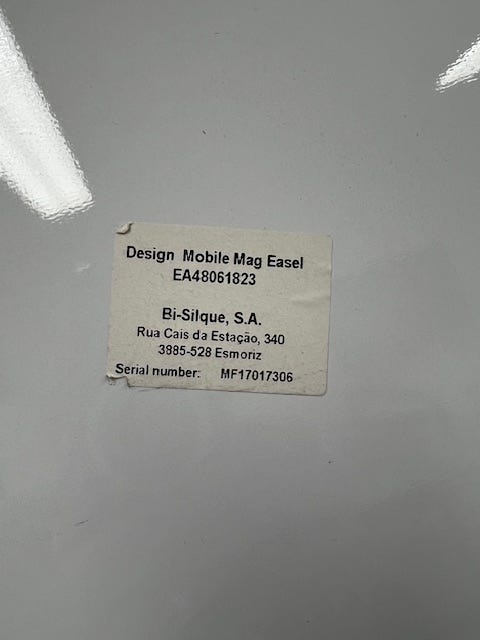 Design Mobile Mag Easel
EA48061823
Bi-Silque, S.A.
Rua Cais da Estação, 340
3885-528 Esmoriz
Serial number: MF17017306